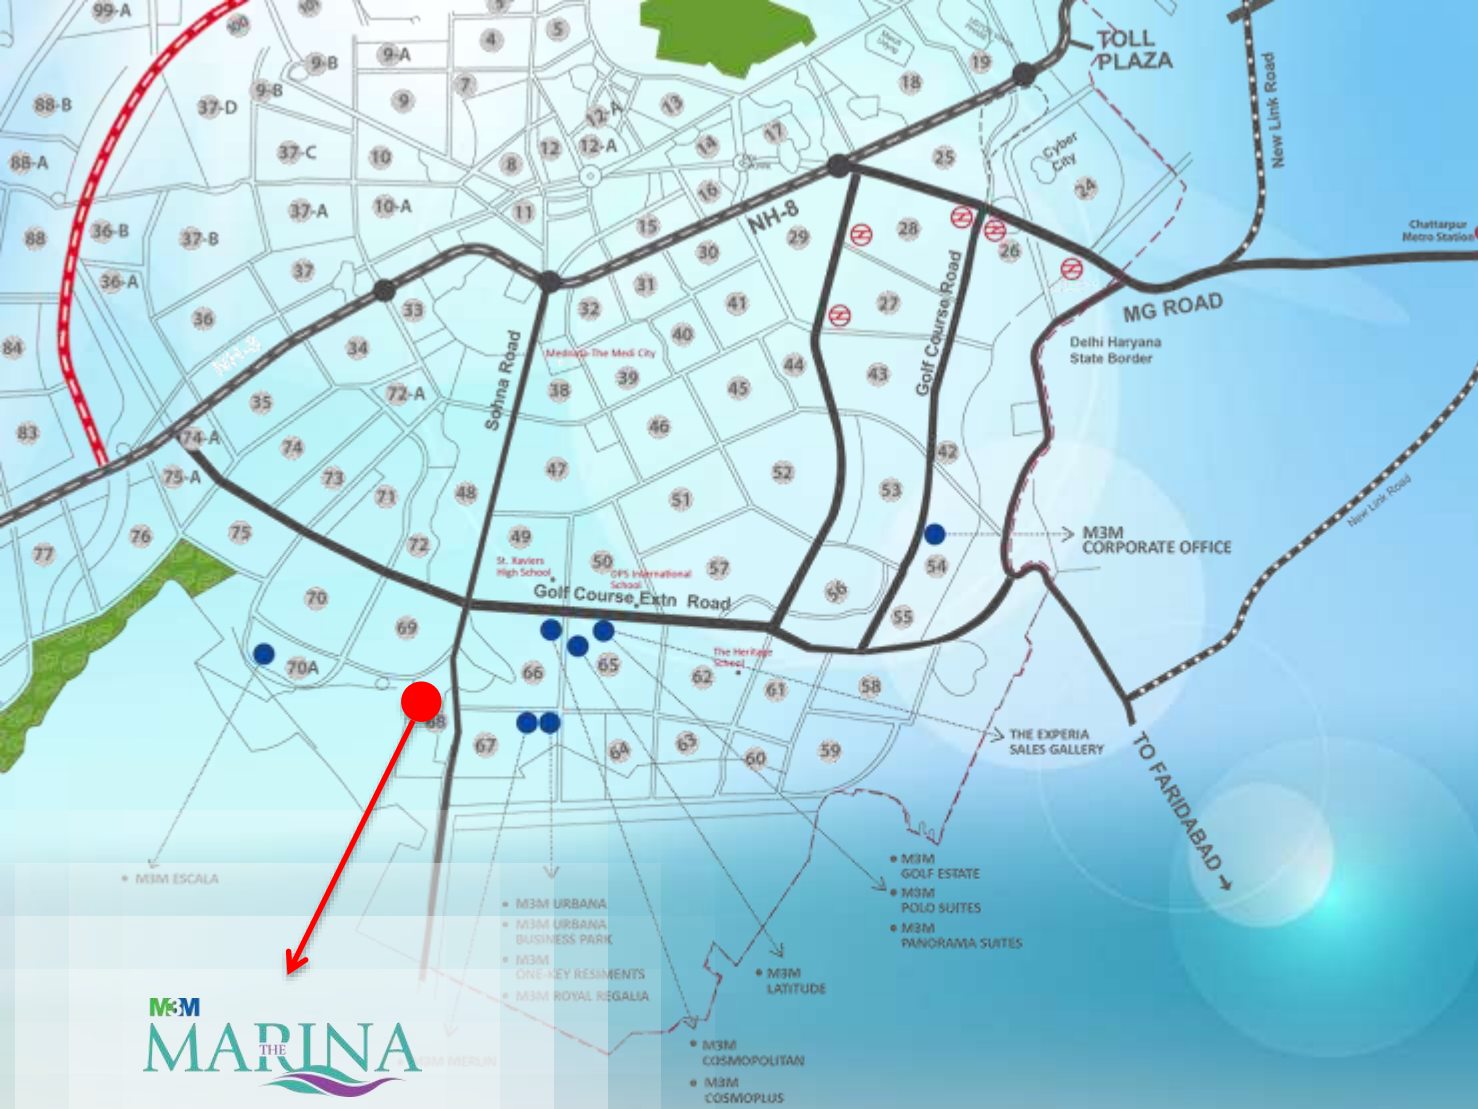 99-A
100
5
4
9-A
9-B
9-B
7
9
88-B
37-D
12-A
13
18
19
TOLL
PLAZA
New Link Road
88-A
37-C
10
8
12
12-A
14
17
25
Cyber
City
24
88
36-B
37-B
37-A
10-A
11
15
16
30
NH-8
29
28
26
Chattarpur
Metro Station
36-A
37
33
32
31
41
27
Golf Course Road
MG ROAD
84
36
NH-8
34
40
Delhi Haryana
State Border
Medanta-The Medi City
Sohna Road
35
72-A
38
39
45
44
43
83
74-A
74
46
42
75-A
73
71
48
47
51
52
53
New Link Road
77
76
75
72
49
50
57
56
54
M3M
CORPORATE OFFICE
St. Xaviers
High School
DPS International
School
Golf Course Extn Road
70
69
55
70A
66
65
The Heritage
School
62
61
58
68
67
64
63
60
59
THE EXPERIA
SALES GALLERY
TO FARIDABAD
M3M ESCALA
M3M
GOLF ESTATE
M3M
POLO SUITES
M3M
PANORAMA SUITES
M3M URBANA
M3M URBANA
BUSINESS PARK
M3M
ONE-KEY RESIMENTS
M3M ROYAL REGALIA
M3M
LATITUDE
M3M
COSMOPOLITAN
M3M
COSMOPLUS
M3M MERLIN
M3M
THE
MARINA